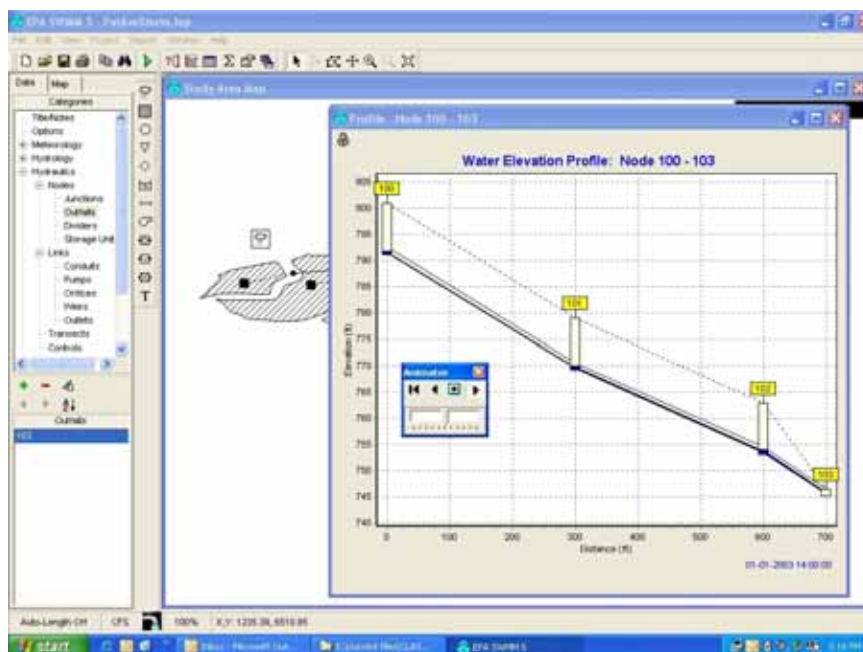 EPA SWMM 5 - PurdueStorm.inp
File Edit View Project Report Window Help
Data Map
Categories
Title/Notes
Options
Meteorology
Hydrology
Hydraulics
Nodes
Junctions
Outfalls
Dividers
Storage Unit
Links
Conduits
Pumps
Orifices
Weirs
Outlets
Transects
Controls
Outfalls
103
T
Study Area Map
Profile - Node 100 - 103
Water Elevation Profile: Node 100 - 103
Elevation (ft)
805
800
795
790
785
780
775
770
765
760
755
750
745
740
100
101
102
103
Animator
0 100 200 300 400 500 600 700
Distance (ft)
01-01-2003 14:00:00
Auto-Length: Off CFS 100%
start
EPA SWMM 5